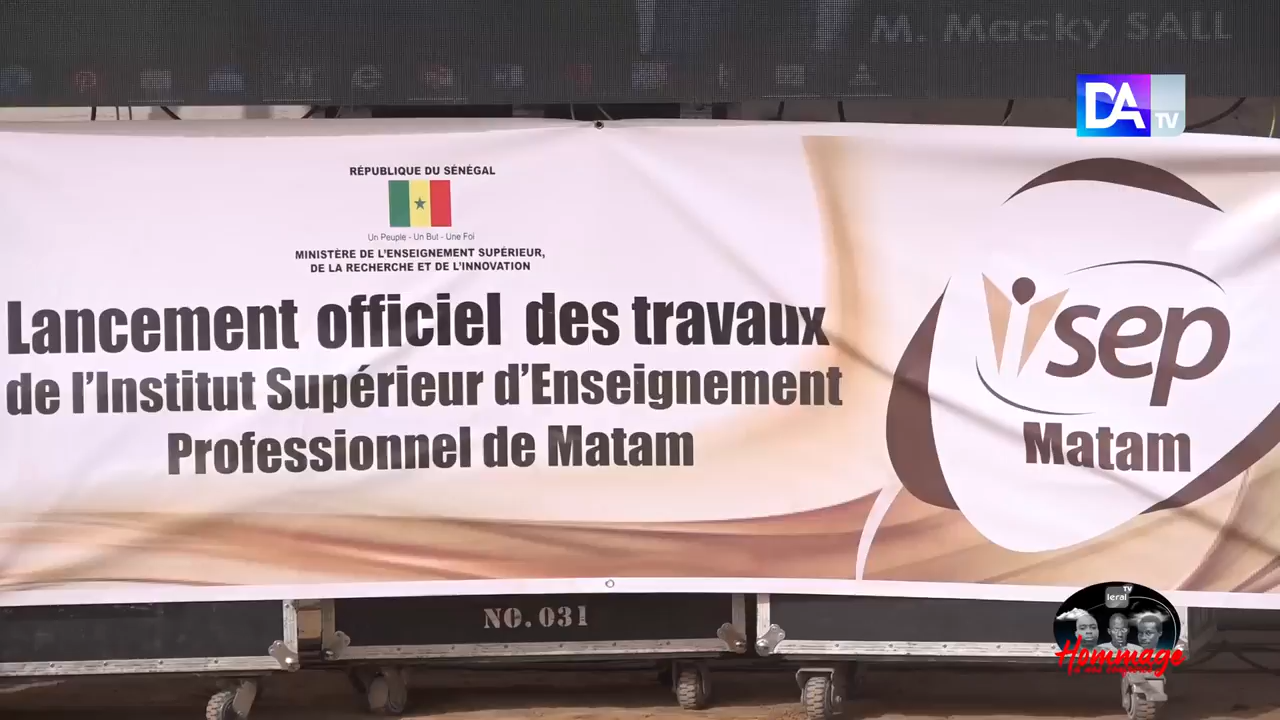 M. Macky SALL
DA TV
RÉPUBLIQUE DU SÉNÉGAL
Un Peuple - Un But - Une Foi
MINISTÈRE DE L'ENSEIGNEMENT SUPÉRIEUR,
DE LA RECHERCHE ET DE L'INNOVATION
Lancement officiel des travaux
de l'Institut Supérieur d'Enseignement
Professionnel de Matam
isep
Matam
NO. 031
leral TV
Hommage